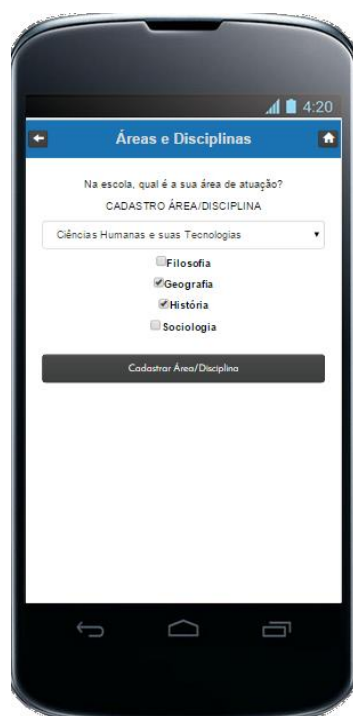 4:20
Áreas e Disciplinas
Na escola, qual é a sua área de atuação?
CADASTRO ÁREA/DISCIPLINA
Ciências Humanas e suas Tecnologias
Filosofia
Geografia
História
Sociologia
Cadastrar Área/Disciplina